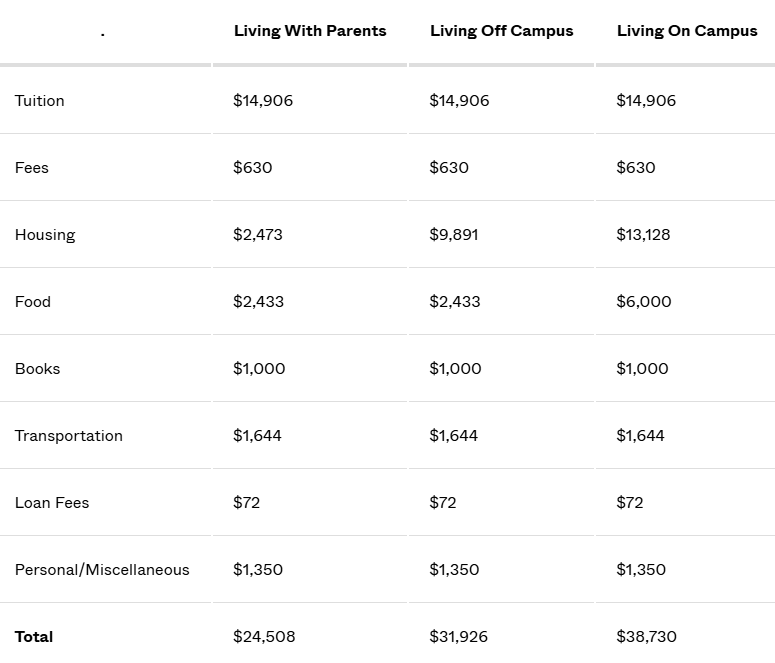 . Living With Parents Living Off Campus Living On Campus
Tuition $14,906 $14,906 $14,906
Fees $630 $630 $630
Housing $2,473 $9,891 $13,128
Food $2,433 $2,433 $6,000
Books $1,000 $1,000 $1,000
Transportation $1,644 $1,644 $1,644
Loan Fees $72 $72 $72
Personal/Miscellaneous $1,350 $1,350 $1,350
Total $24,508 $31,926 $38,730